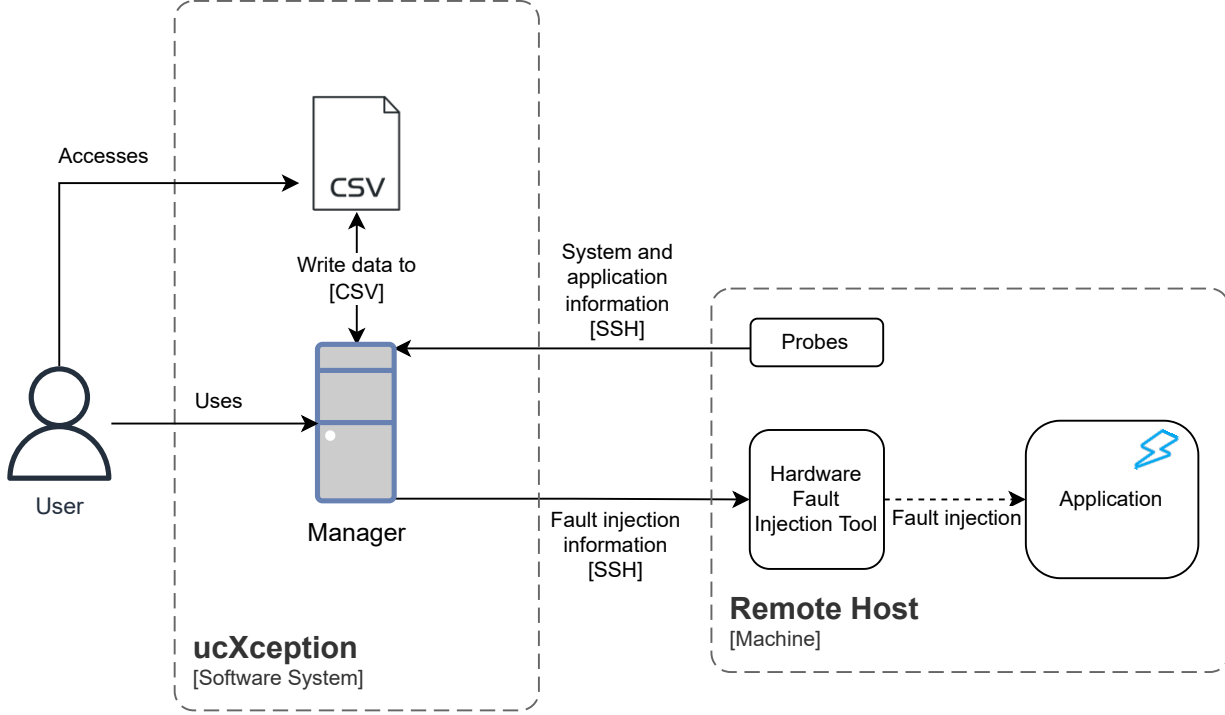 Accesses
CSV
Write data to
[CSV]
System and
application
information
[SSH]
Probes
Uses
User
Manager
Hardware
Fault
Injection Tool
Fault injection
Application
Fault injection
information
[SSH]
Remote Host
[Machine]
ucXception
[Software System]